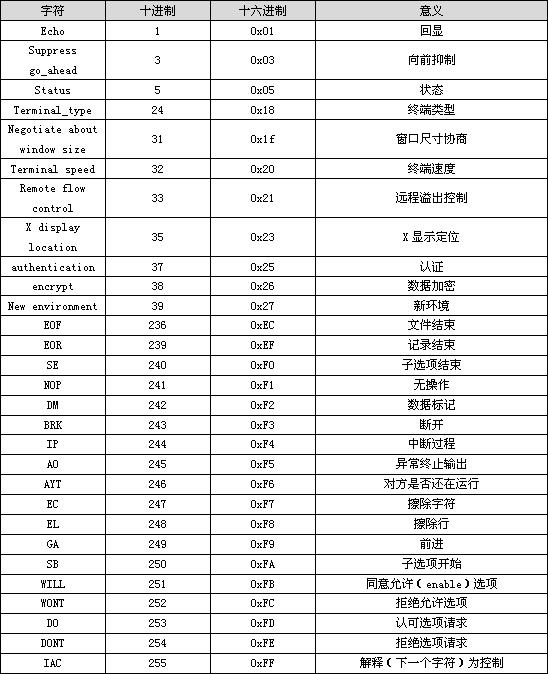 字符 十进制 十六进制 意义
Echo 1 0x01 回显
Suppress
go_ahead 3 0x03 向前抑制
Status 5 0x05 状态
Terminal_type 24 0x18 终端类型
Negotiate about
window size 31 0x1f 窗口尺寸协商
Terminal speed 32 0x20 终端速度
Remote flow
control 33 0x21 远程溢出控制
X display
location 35 0x23 X 显示定位
authentication 37 0x25 认证
encrypt 38 0x26 数据加密
New environment 39 0x27 新环境
EOF 236 0xEC 文件结束
EOR 239 0xEF 记录结束
SE 240 0xF0 子选项结束
NOP 241 0xF1 无操作
DM 242 0xF2 数据标记
BRK 243 0xF3 断开
IP 244 0xF4 中断过程
AO 245 0xF5 异常终止输出
AYT 246 0xF6 对方是否还在运行
EC 247 0xF7 擦除字符
EL 248 0xF8 擦除行
GA 249 0xF9 前进
SB 250 0xFA 子选项开始
WILL 251 0xFB 同意允许（enable）选项
WONT 252 0xFC 拒绝允许选项
DO 253 0xFD 认可选项请求
DONT 254 0xFE 拒绝选项请求
IAC 255 0xFF 解释（下一个字符）为控制